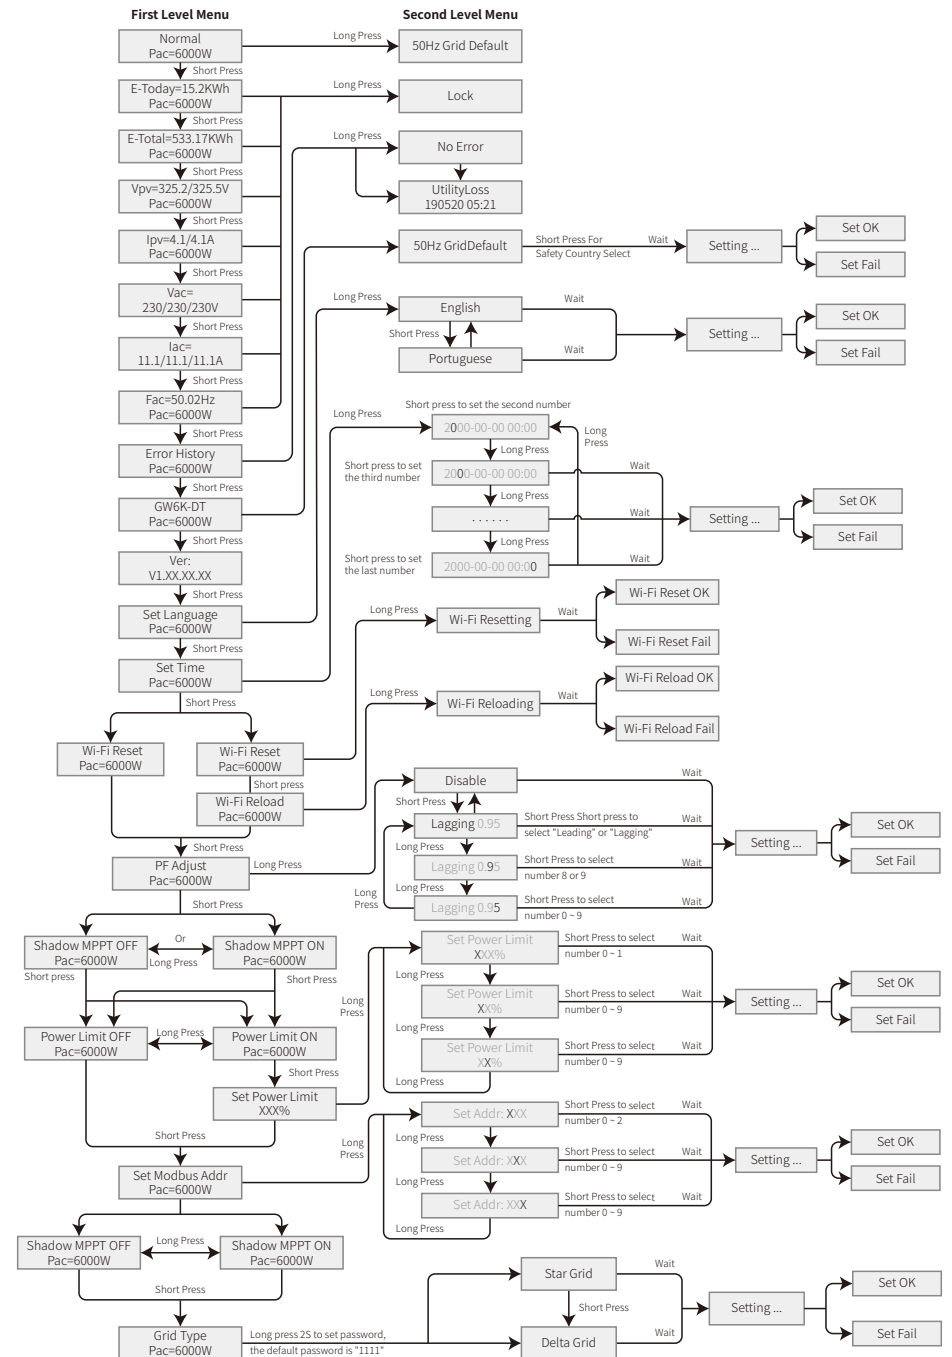 First Level Menu
Second Level Menu
Normal
Pac=6000W
Long Press
50Hz Grid Default
Short Press
E-Today=15.2KWh
Pac=6000W
Long Press
Lock
Short Press
E-Total=533.17KWh
Pac=6000W
Long Press
No Error
Short Press
Vpv=325.2/325.5V
Pac=6000W
UtilityLoss
190520 05:21
Short Press
Ipv=4.1/4.1A
Pac=6000W
50Hz GridDefault
Short Press For
Safety Country Select
Wait
Setting ...
Set OK
Set Fail
Short Press
Vac=
230/230/230V
Long Press
English
Wait
Short Press
Short Press
Portuguese
Wait
Setting ...
Set OK
Set Fail
Iac=
11.1/11.1/11.1A
Short Press
Fac=50.02Hz
Pac=6000W
Short press to set the second number
Long Press
2000-00-00 00:00
Long
Press
Short Press
Long Press
Error History
Pac=6000W
Short press to set
the third number
2000-00-00 00:00
Wait
Short Press
Long Press
GW6K-DT
Pac=6000W
. . . . . .
Wait
Setting ...
Set OK
Set Fail
Short Press
Long Press
Ver:
V1.XX.XX.XX
Short press to set
the last number
2000-00-00 00:00
Wait
Short Press
Set Language
Pac=6000W
Long Press
Wi-Fi Resetting
Wait
Wi-Fi Reset OK
Wi-Fi Reset Fail
Short Press
Set Time
Pac=6000W
Long Press
Wi-Fi Reloading
Wait
Wi-Fi Reload OK
Wi-Fi Reload Fail
Short Press
Wi-Fi Reset
Pac=6000W
Wi-Fi Reset
Pac=6000W
Short press
Wi-Fi Reload
Pac=6000W
Disable
Wait
Short Press
Lagging 0.95
Short Press Short press to
select "Leading" or "Lagging"
Wait
Short Press
Long Press
PF Adjust
Pac=6000W
Long Press
Lagging 0.95
Short Press to select
number 8 or 9
Wait
Setting ...
Set OK
Set Fail
Long
Press
Long Press
Lagging 0.95
Short Press to select
number 0 ~ 9
Wait
Short Press
Shadow MPPT OFF
Pac=6000W
Or
Long Press
Shadow MPPT ON
Pac=6000W
Short press
Short Press
Set Power Limit
XXX%
Short Press to select
number 0 ~ 1
Wait
Long Press
Long
Press
Set Power Limit
XX%
Short Press to select
number 0 ~ 9
Wait
Setting ...
Set OK
Set Fail
Long Press
Power Limit OFF
Pac=6000W
Long Press
Power Limit ON
Pac=6000W
Set Power Limit
XX%
Short Press to select
number 0 ~ 9
Wait
Long Press
Short Press
Set Power Limit
XXX%
Set Addr: XXX
Short Press to select
number 0 ~ 2
Wait
Short Press
Long
Press
Long Press
Set Addr: XXX
Short Press to select
number 0 ~ 9
Wait
Setting ...
Set OK
Set Fail
Set Modbus Addr
Pac=6000W
Long Press
Set Addr: XXX
Short Press to select
number 0 ~ 9
Wait
Long Press
Shadow MPPT OFF
Pac=6000W
Long Press
Shadow MPPT ON
Pac=6000W
Short Press
Star Grid
Wait
Short Press
Setting ...
Set OK
Set Fail
Grid Type
Pac=6000W
Long press 2S to set password,
the default password is "1111"
Delta Grid
Wait